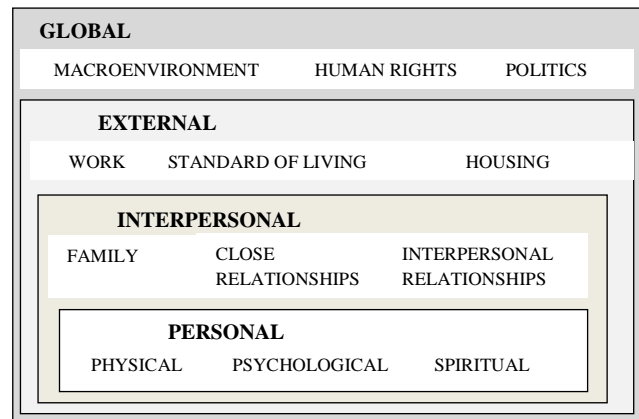 GLOBAL
MACROENVIRONMENT HUMAN RIGHTS POLITICS
EXTERNAL
WORK STANDARD OF LIVING HOUSING
INTERPERSONAL
FAMILY CLOSE RELATIONSHIPS INTERPERSONAL RELATIONSHIPS
PERSONAL
PHYSICAL PSYCHOLOGICAL SPIRITUAL